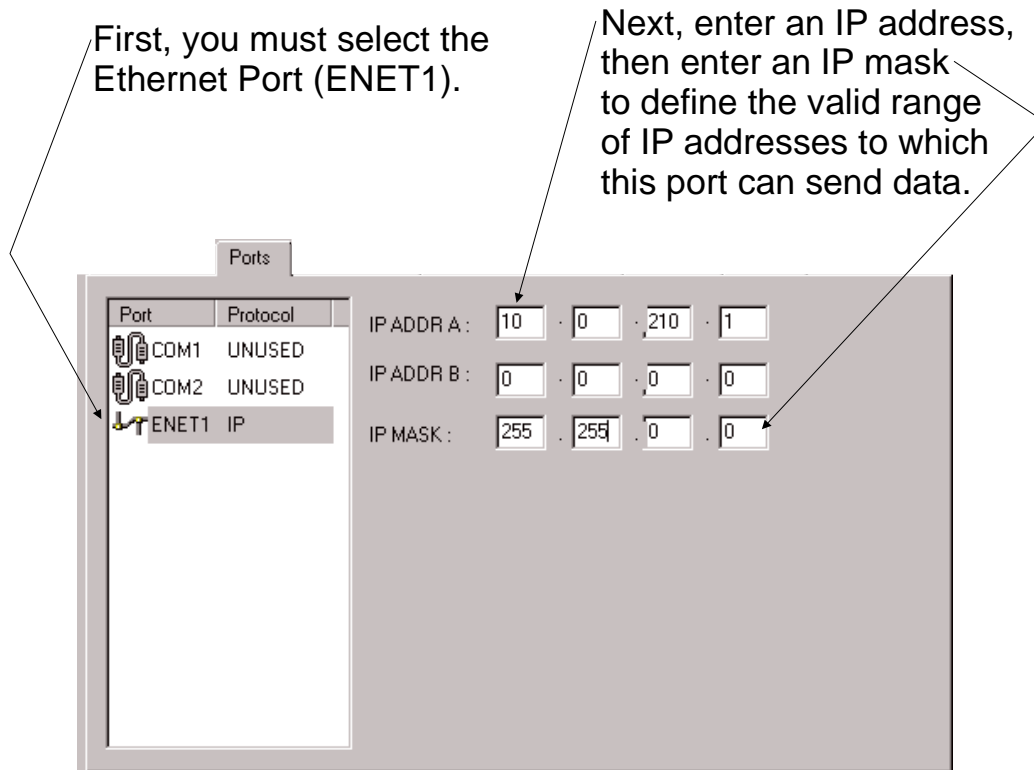 First, you must select the
Ethernet Port (ENET1).
Next, enter an IP address,
then enter an IP mask
to define the valid range
of IP addresses to which
this port can send data.
Ports
Port Protocol
COM1 UNUSED
COM2 UNUSED
ENET1 IP
IP ADDR A : 10 . 0 . 210 . 1
IP ADDR B : 0 . 0 . 0 . 0
IP MASK : 255 . 255 . 0 . 0